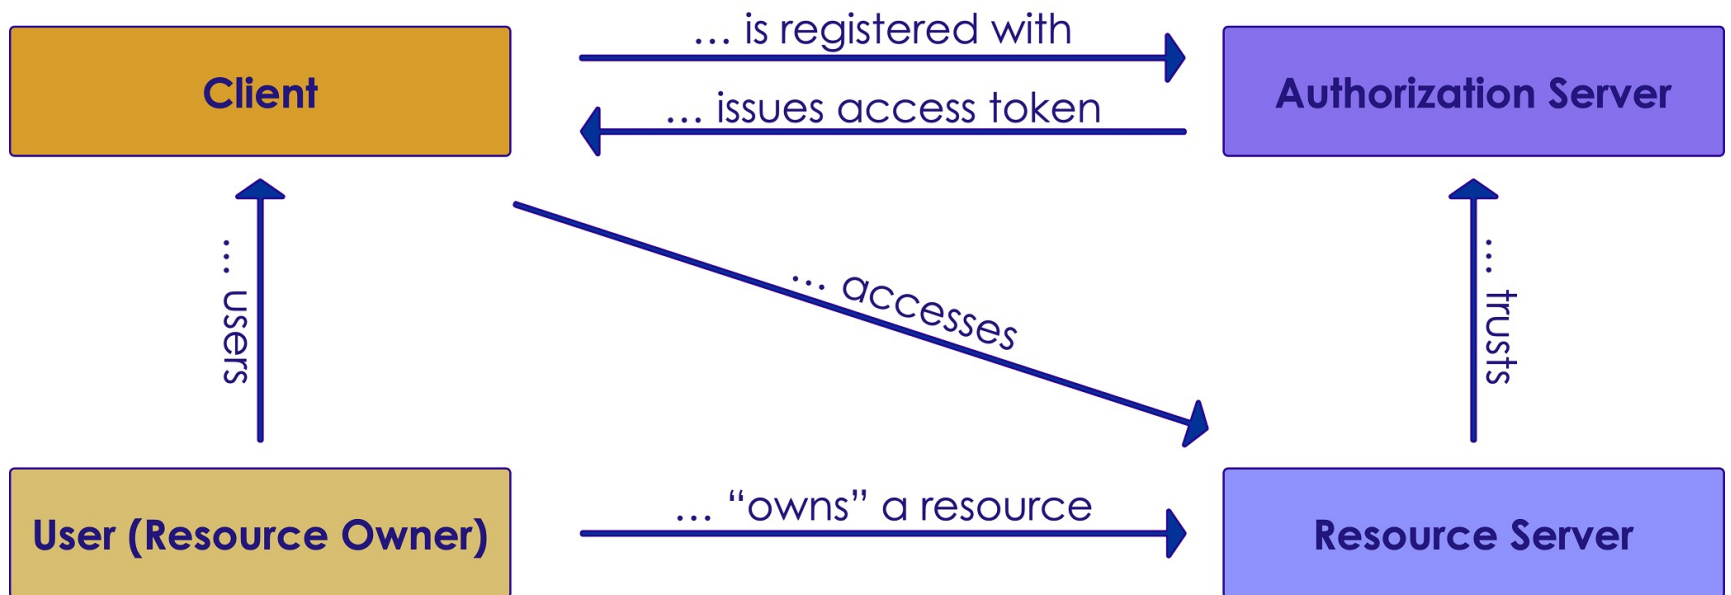 … is registered with
Client
Authorization Server
… issues access token
… users
… accesses
… trusts
… “owns” a resource
User (Resource Owner)
Resource Server